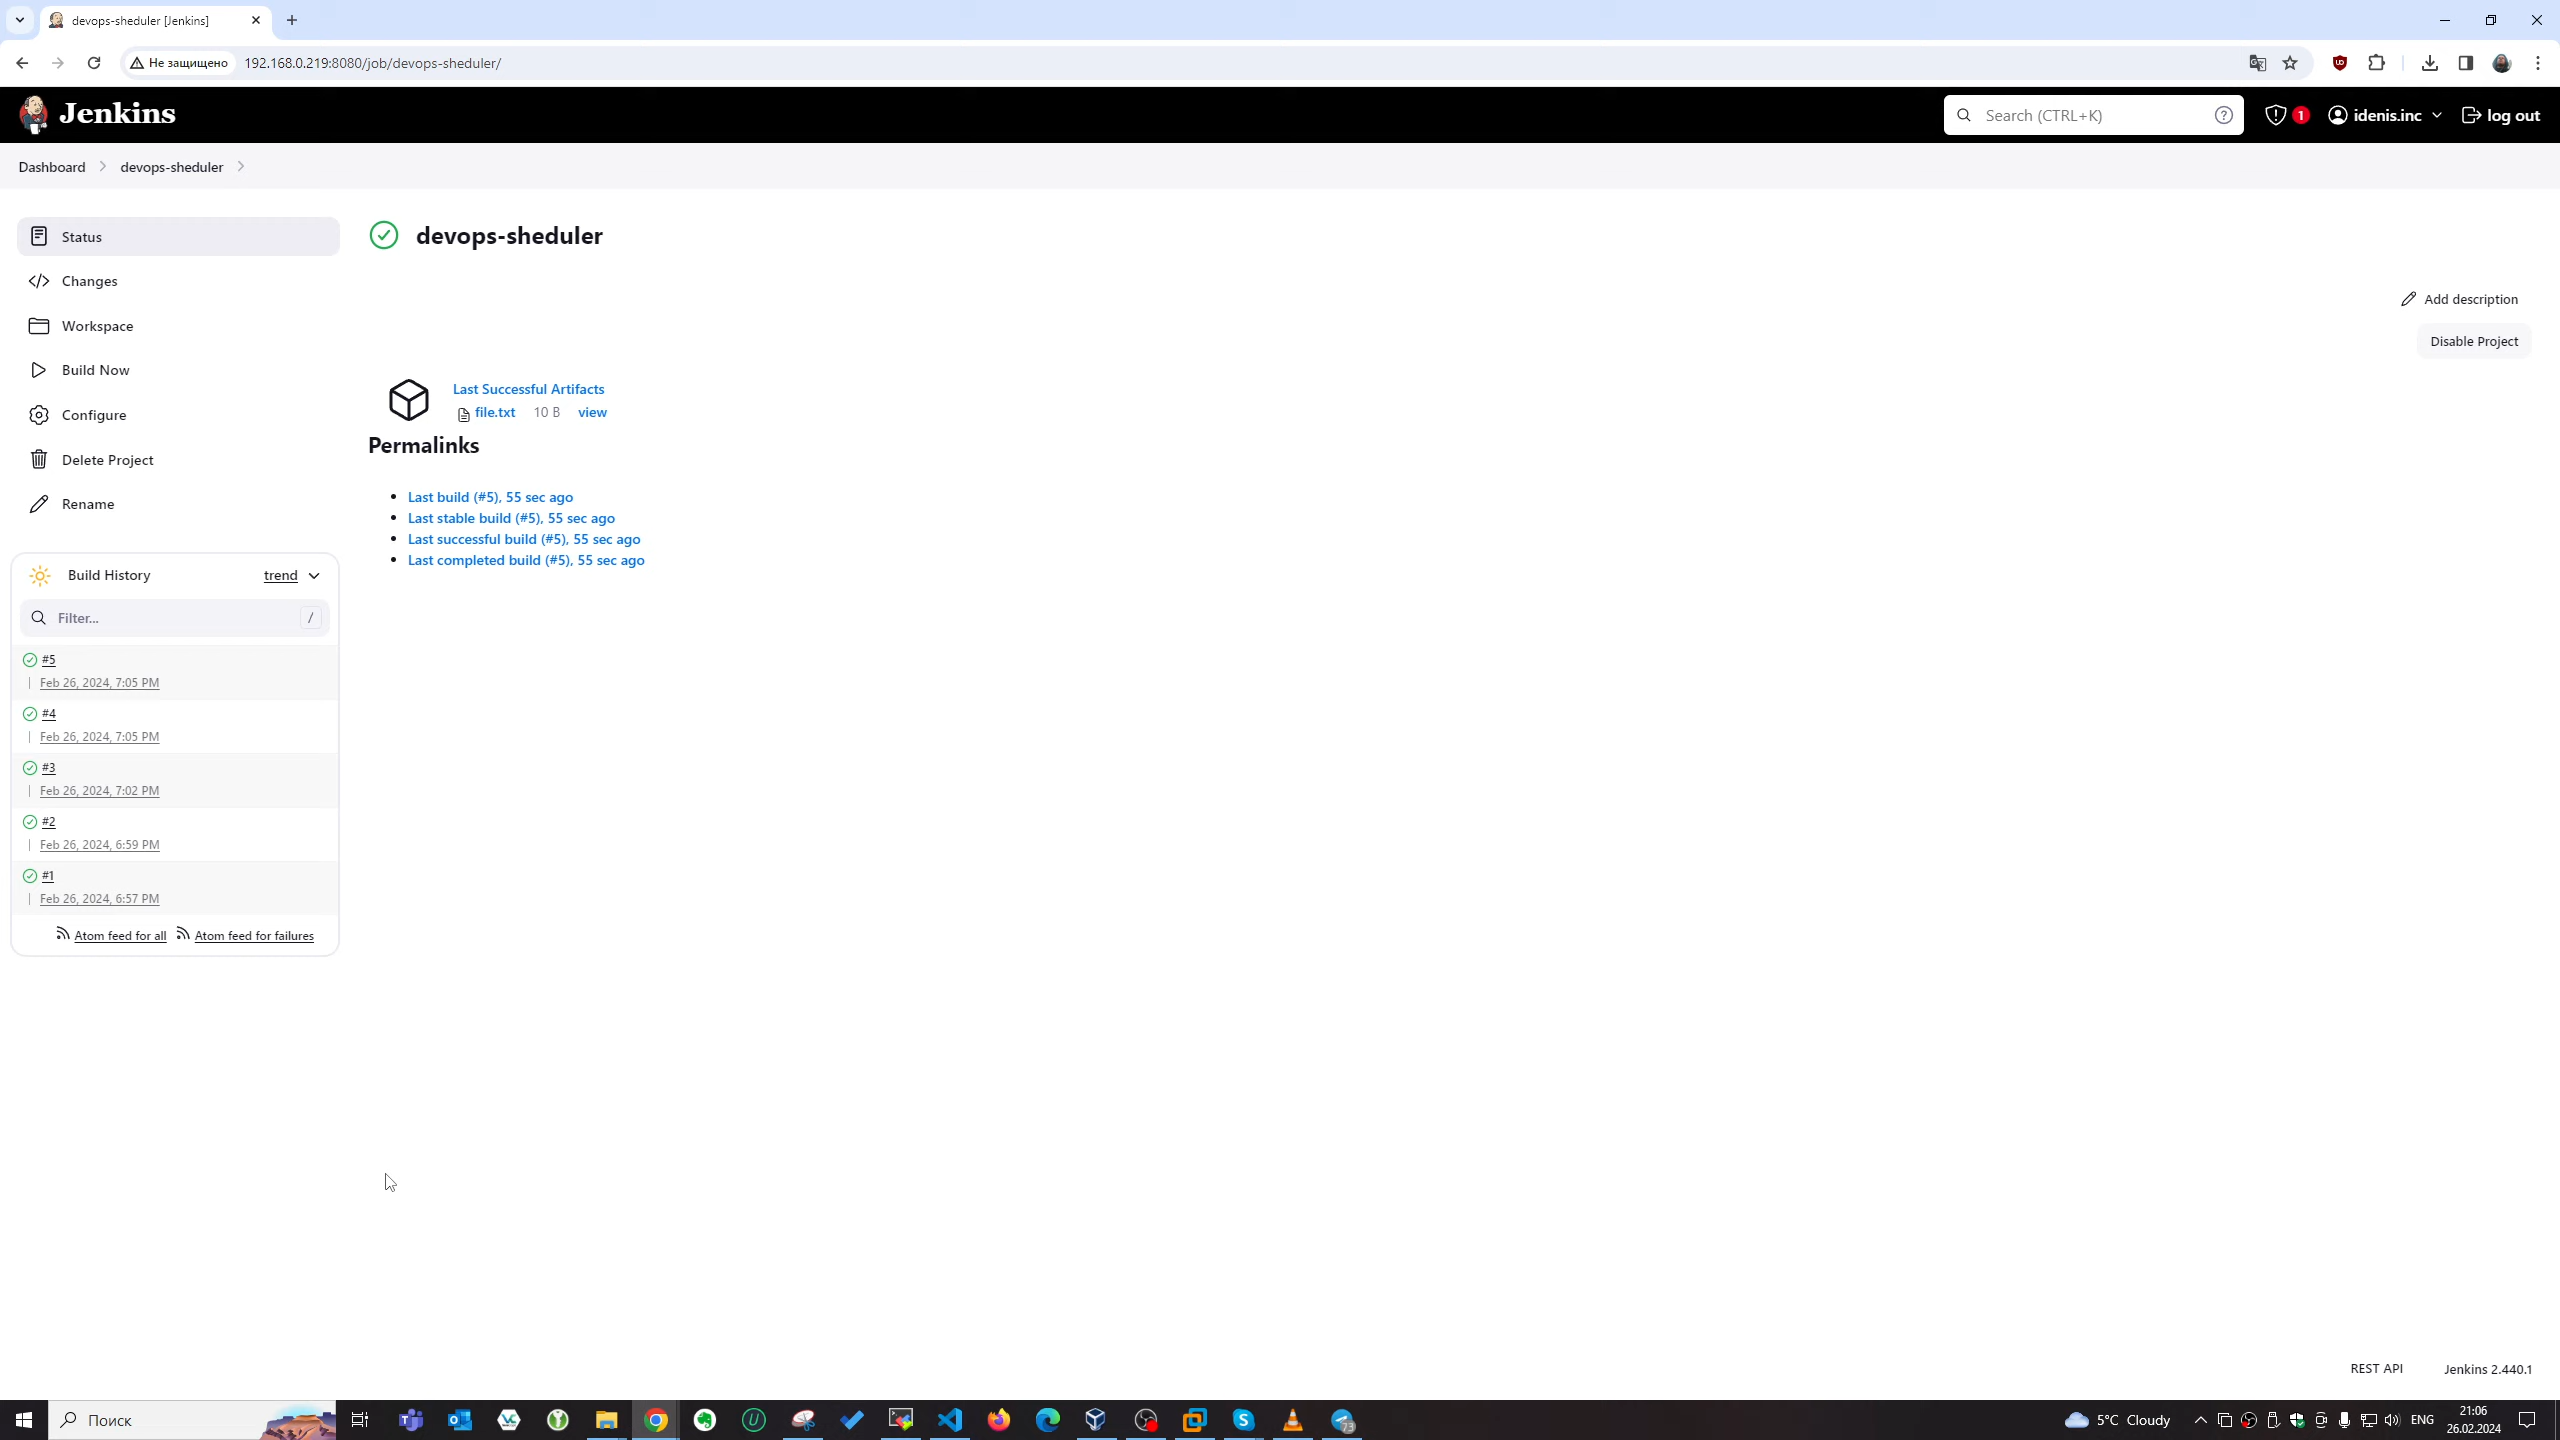 devops-sheduler [Jenkins]
Не защищено
192.168.0.219:8080/job/devops-sheduler/
Jenkins
Search (CTRL+K)
1
idenis.inc
log out
Dashboard
devops-sheduler
Status
Changes
Workspace
Build Now
Configure
Delete Project
Rename
Build History
trend
Filter...
/
#5
Feb 26, 2024, 7:05 PM
#4
Feb 26, 2024, 7:05 PM
#3
Feb 26, 2024, 7:02 PM
#2
Feb 26, 2024, 6:59 PM
#1
Feb 26, 2024, 6:57 PM
Atom feed for all
Atom feed for failures
devops-sheduler
Add description
Disable Project
Last Successful Artifacts
file.txt 10 B view
Permalinks
Last build (#5), 55 sec ago
Last stable build (#5), 55 sec ago
Last successful build (#5), 55 sec ago
Last completed build (#5), 55 sec ago
REST API
Jenkins 2.440.1
Поиск
73
5°C Cloudy
ENG
21:06
26.02.2024